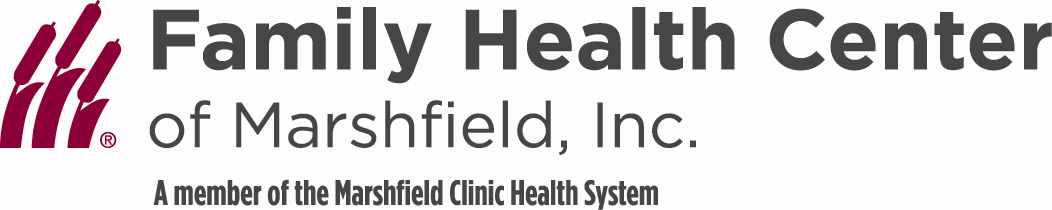 Family Health Center
of Marshfield, Inc.
®
A member of the Marshfield Clinic Health System